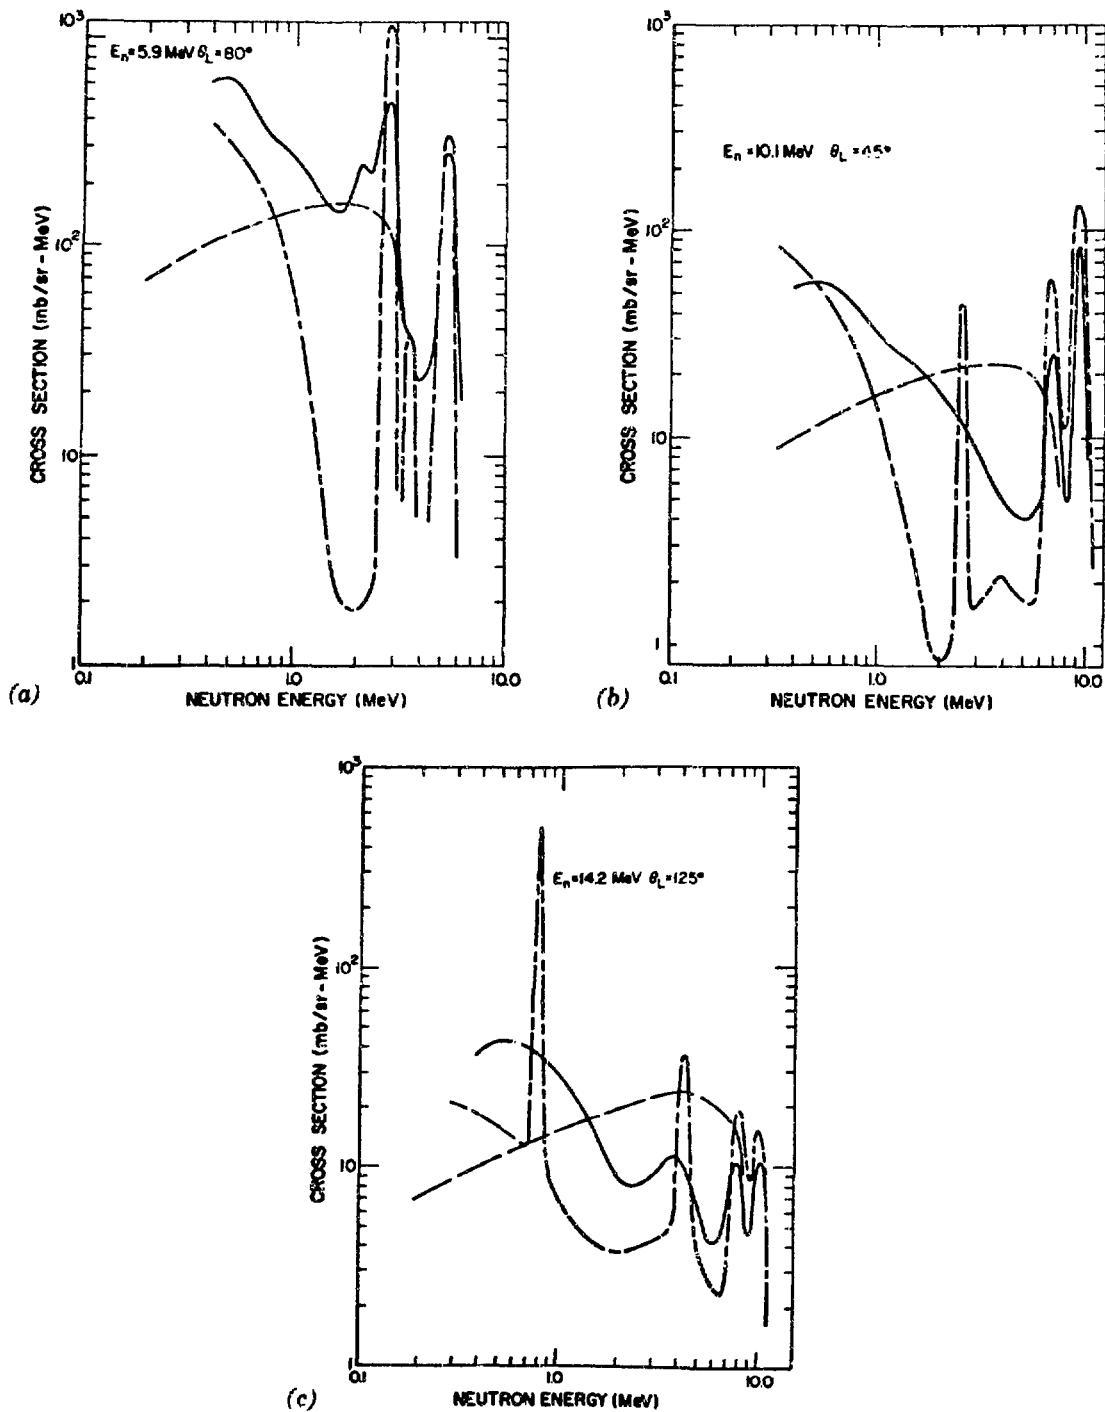 10³
Eₙ=5.9 MeV θ_L=80°
10²
10
1
0.1
1.0
10.0
CROSS SECTION (mb/sr-MeV)
NEUTRON ENERGY (MeV)
(a)
10³
Eₙ=10.1 MeV θ_L=45°
10²
10
1
0.1
1.0
10.0
CROSS SECTION (mb/sr-MeV)
NEUTRON ENERGY (MeV)
(b)
10³
Eₙ=14.2 MeV θ_L=125°
10²
10
1
0.1
1.0
10.0
CROSS SECTION (mb/sr-MeV)
NEUTRON ENERGY (MeV)
(c)